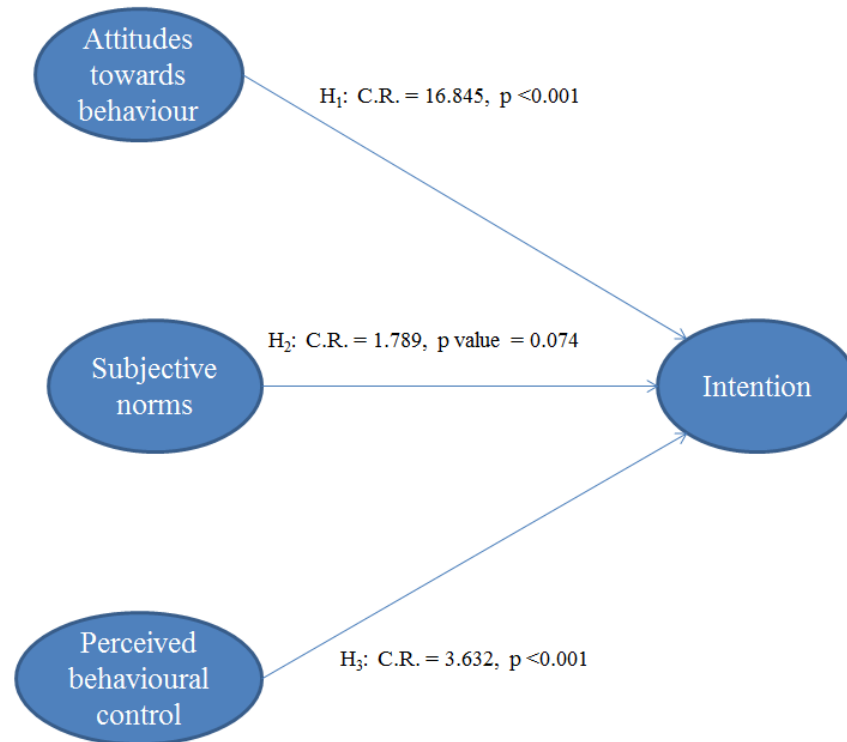 Attitudes
towards
behaviour
H₁: C.R. = 16.845, p <0.001
H₂: C.R. = 1.789, p value = 0.074
Subjective
norms
Intention
Perceived
behavioural
control
H₃: C.R. = 3.632, p <0.001